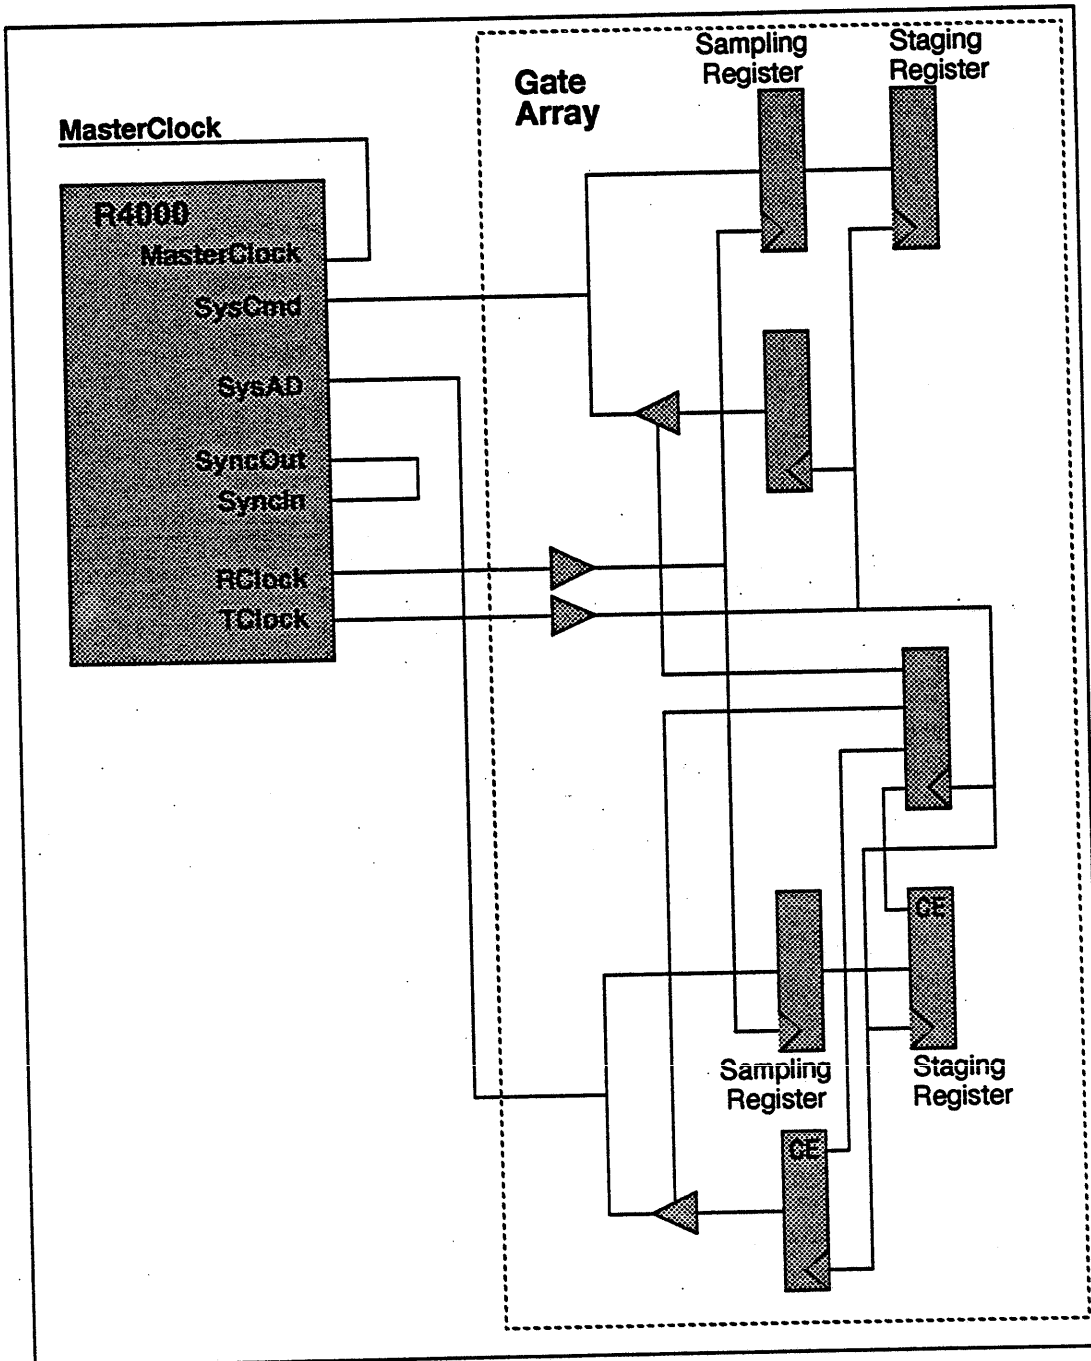 Sampling
Register
Staging
Register
Gate
Array
MasterClock
R4000
MasterClock
SysCmd
SysAD
SyncOut
SyncIn
RClock
TClock
CE
Sampling
Register
Staging
Register
CE